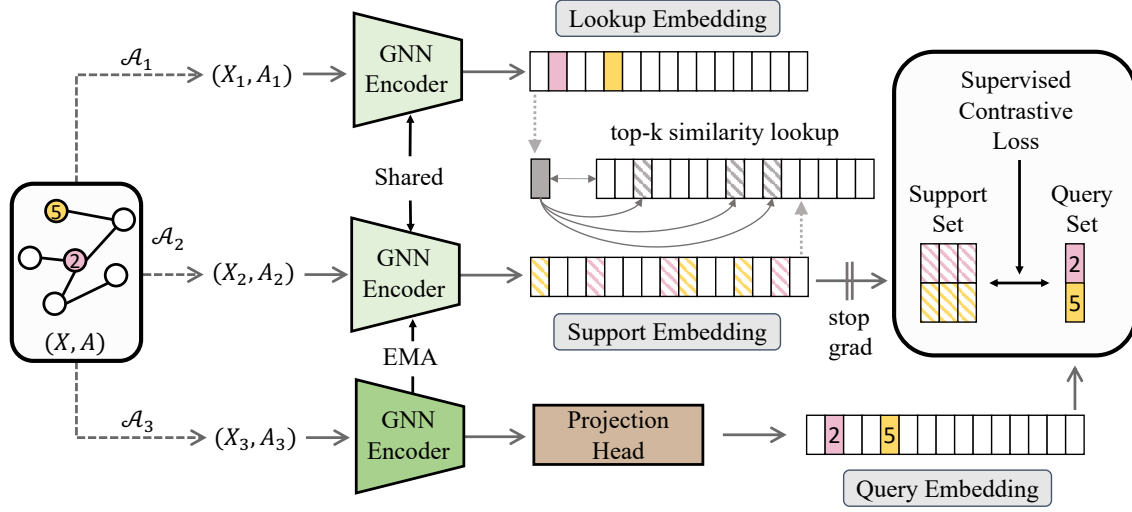 Lookup Embedding
𝒜₁
(X₁, A₁)
GNN
Encoder
top-k similarity lookup
Shared
Supervised
Contrastive
Loss
Support
Set
Query
Set
2
5
5
2
(X, A)
𝒜₂
(X₂, A₂)
GNN
Encoder
Support Embedding
stop
grad
EMA
𝒜₃
(X₃, A₃)
GNN
Encoder
Projection
Head
2
5
Query Embedding